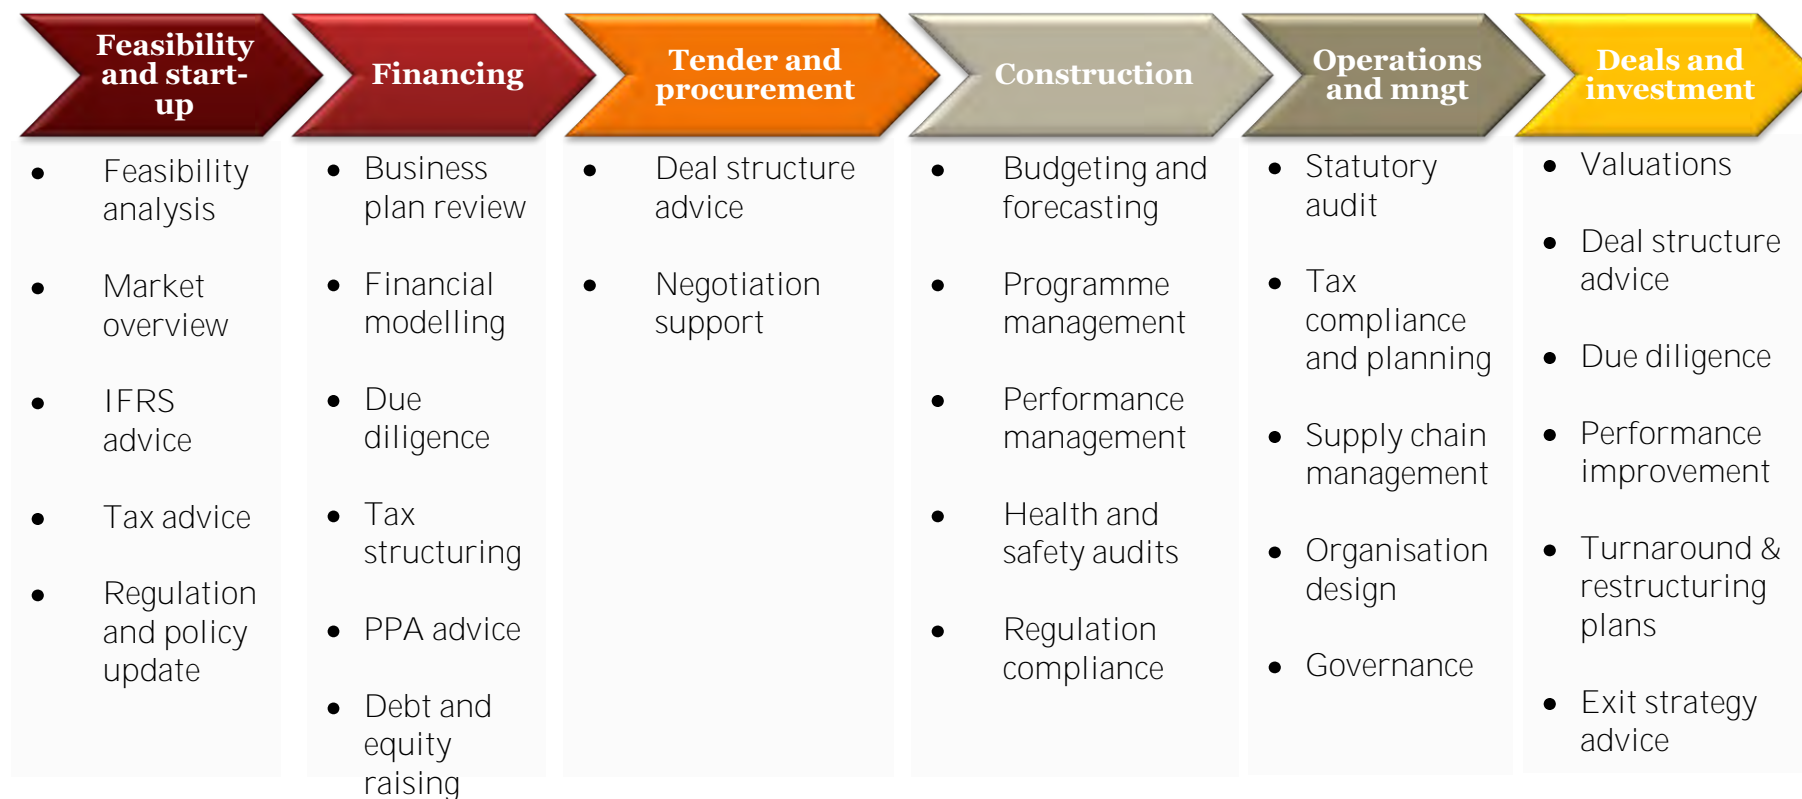 Feasibility
and start-
up
Financing
Tender and
procurement
Construction
Operations
and mngt
Deals and
investment
• Feasibility
analysis
• Market
overview
• IFRS
advice
• Tax advice
• Regulation
and policy
update
• Business
plan review
• Financial
modelling
• Due
diligence
• Tax
structuring
• PPA advice
• Debt and
equity
raising
• Deal structure
advice
• Negotiation
support
• Budgeting and
forecasting
• Programme
management
• Performance
management
• Health and
safety audits
• Regulation
compliance
• Statutory
audit
• Tax
compliance
and planning
• Supply chain
management
• Organisation
design
• Governance
• Valuations
• Deal structure
advice
• Due diligence
• Performance
improvement
• Turnaround &
restructuring
plans
• Exit strategy
advice